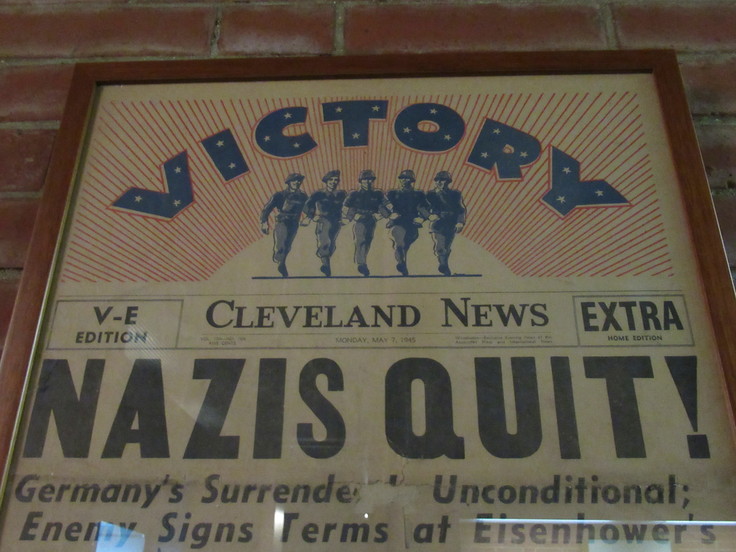 VICTORY
V-E
EDITION
CLEVELAND NEWS
EXTRA
HOME EDITION
MONDAY, MAY 7, 1945
NAZIS QUIT!
Germany's Surrende Unconditional;
Enemy Signs Terms at Eisenhower's